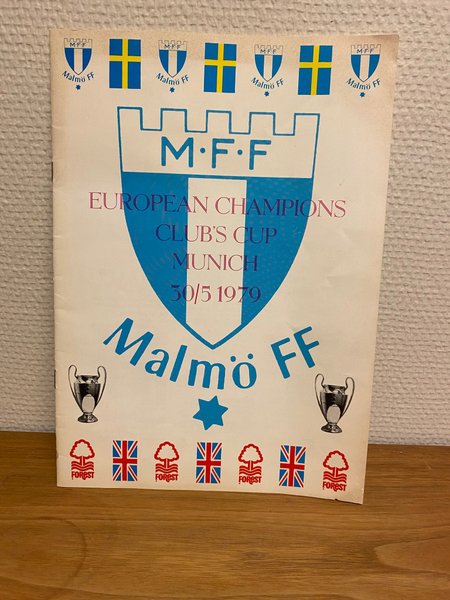 M·F·F M·F·F M·F·F M·F·F
Malmö FF Malmö FF Malmö FF Malmö FF
M·F·F
EUROPEAN CHAMPIONS
CLUB'S CUP
MUNICH
30/5 1979
Malmö FF
FOREST FOREST FOREST FOREST